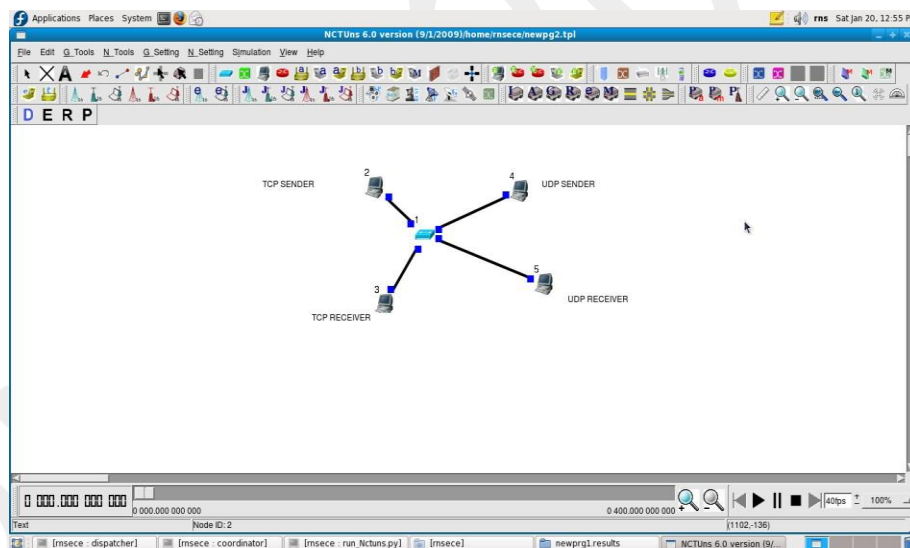 Applications Places System rns Sat Jan 20, 12:55 P
NCTUns 6.0 version (9/1/2009)/home/rnsece/newpg2.tpl
File Edit G_Tools N_Tools G_Setting N_Setting Simulation View Help
D E R P
TCP SENDER
2
4
UDP SENDER
1
5
3
UDP RECEIVER
TCP RECEIVER
0 000.000 000 000
0 000.000 000 000
0 400.000 000 000
40fps
100%
Text
Node ID: 2
(1102,-136)
[rnsece : dispatcher] [rnsece : coordinator] [rnsece : run_Nctuns.py] [rnsece] newprg1.results NCTUns 6.0 version (9/...